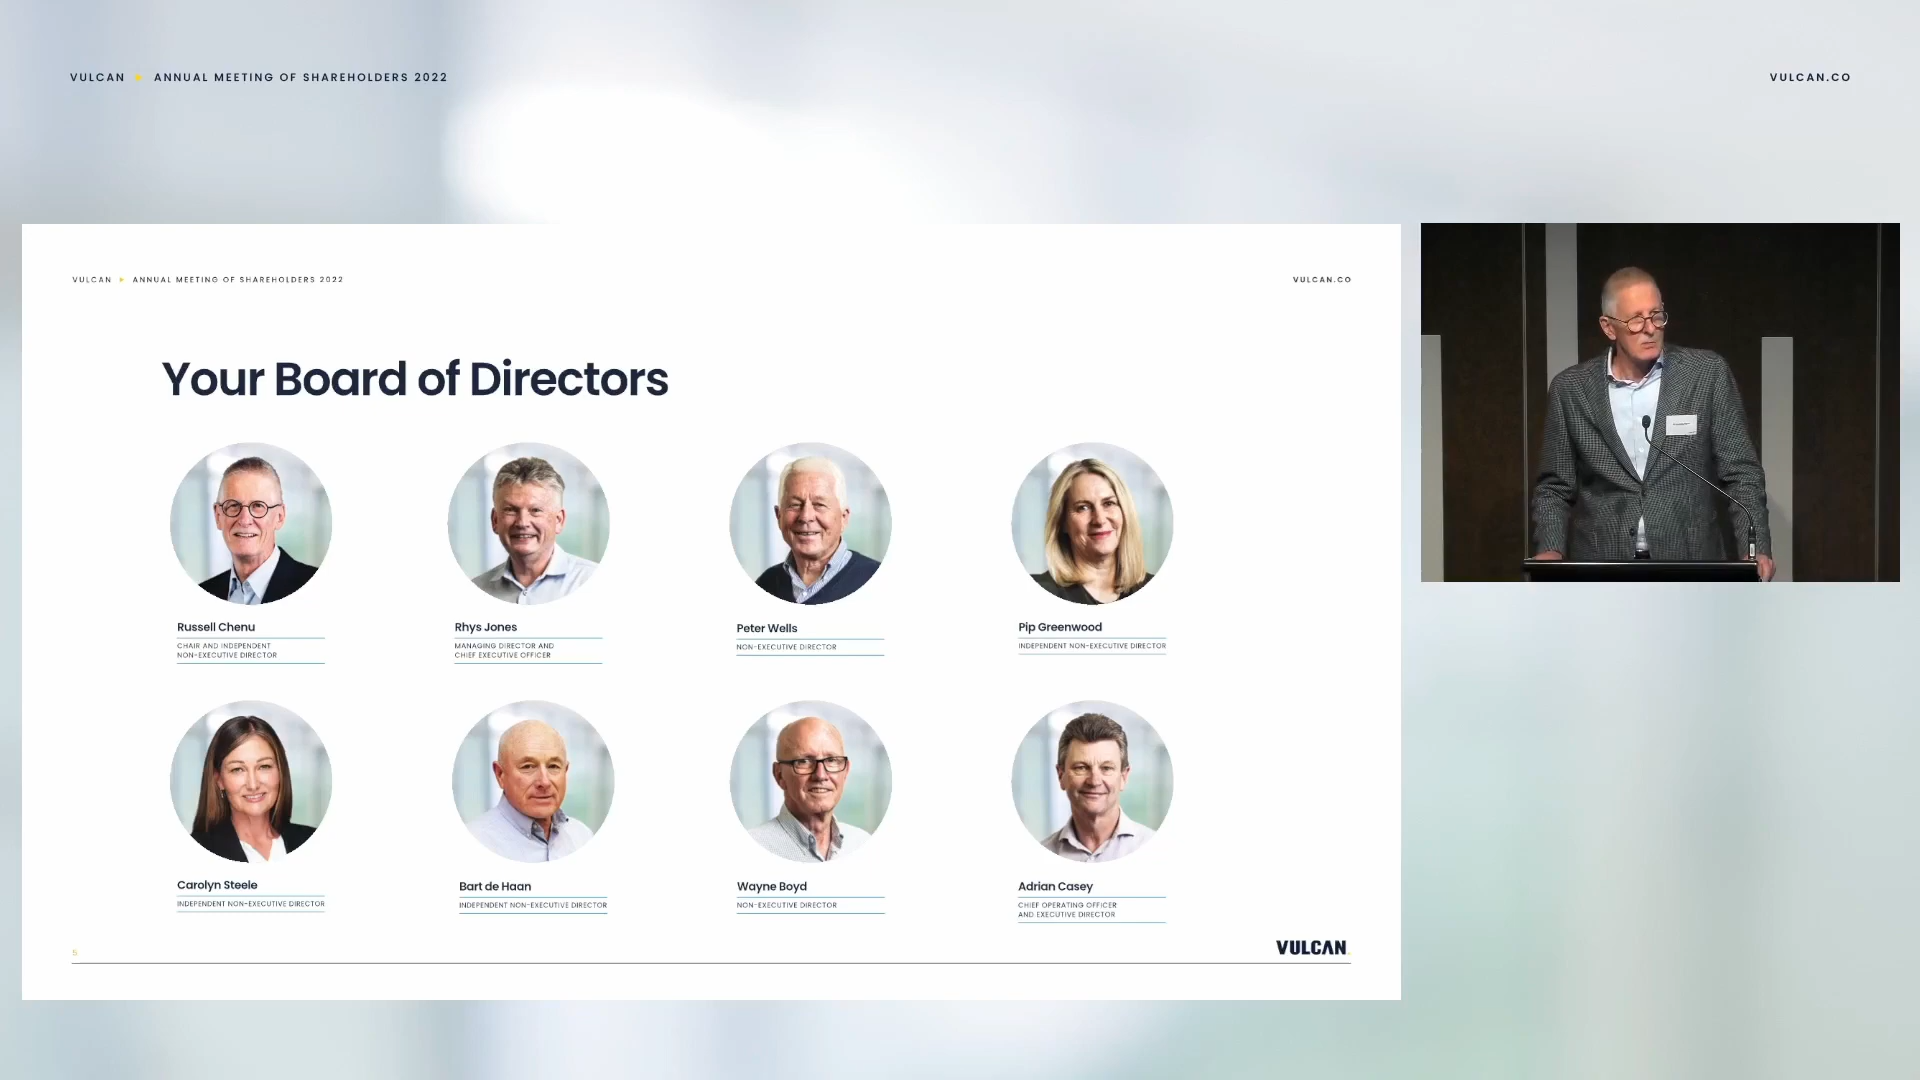 VULCAN ▶ ANNUAL MEETING OF SHAREHOLDERS 2022
VULCAN.CO
VULCAN ▶ ANNUAL MEETING OF SHAREHOLDERS 2022
VULCAN.CO
Your Board of Directors
Russell Chenu
CHAIR AND INDEPENDENT
NON-EXECUTIVE DIRECTOR
Rhys Jones
MANAGING DIRECTOR AND
CHIEF EXECUTIVE OFFICER
Peter Wells
NON-EXECUTIVE DIRECTOR
Pip Greenwood
INDEPENDENT NON-EXECUTIVE DIRECTOR
Carolyn Steele
INDEPENDENT NON-EXECUTIVE DIRECTOR
Bart de Haan
INDEPENDENT NON-EXECUTIVE DIRECTOR
Wayne Boyd
NON-EXECUTIVE DIRECTOR
Adrian Casey
CHIEF OPERATING OFFICER
AND EXECUTIVE DIRECTOR
5
VULCAN.